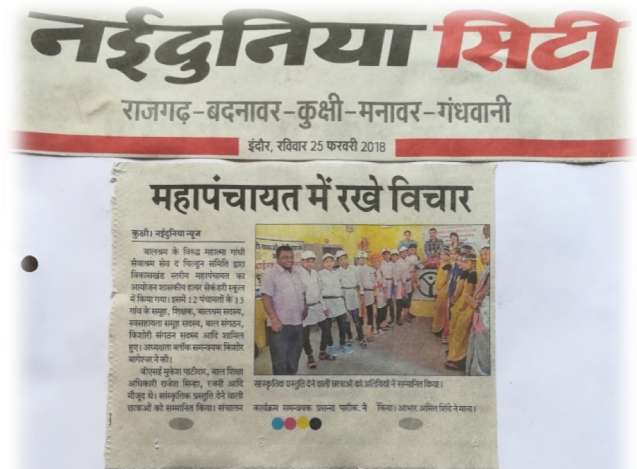 नईदुनिया सिटी
राजगढ़-बदनावर-कुक्षी-मनावर-गंधवानी
इंदौर, रविवार 25 फरवरी 2018
महापंचायत में रखे विचार
कुक्षी। नईदुनिया न्यूज
बालश्रम के विरुद्ध महात्मा गांधी
सेवाश्रम सेव द चिल्ड्रन समिति द्वारा
विकासखंड स्तरीय महापंचायत का
आयोजन शासकीय हायर सेकंडरी स्कूल
में किया गया। इसमें 12 पंचायतों के 13
गांव के समूह, शिक्षक, बालश्रम सदस्य,
स्वसहायता समूह सदस्य, बाल संगठन,
किशोरी संगठन सदस्य आदि शामिल
हुए। अध्यक्षता ब्लॉक समन्वयक किशोर
बागेश्वर ने की।
बीएसई मुकेश पाटीदार, बाल शिक्षा
अधिकारी राजेश सिन्हा, रजनी आदि
मौजूद थे। सांस्कृतिक प्रस्तुति देने वाली
छात्राओं को सम्मानित किया। संचालन
सांस्कृतिक प्रस्तुति देने वाली छात्राओं को अतिथियों ने सम्मानित किया।
कार्यक्रम समन्वयक प्रसन्ना पारीक ने किया। आभार अमित शिंदे ने माना।